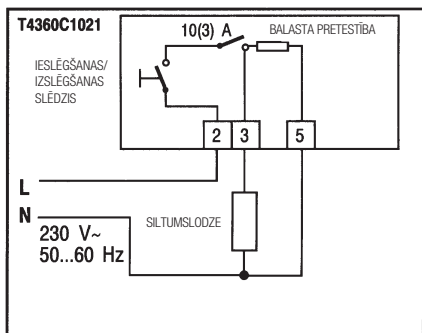 T4360C1021
10(3) A
BALASTA PRETESTĪBA
IESLĒGŠANAS/
IZSLĒGŠANAS
SLĒDZIS
2 3 5
L
N
230 V~
50...60 Hz
SILTUMSLODZE